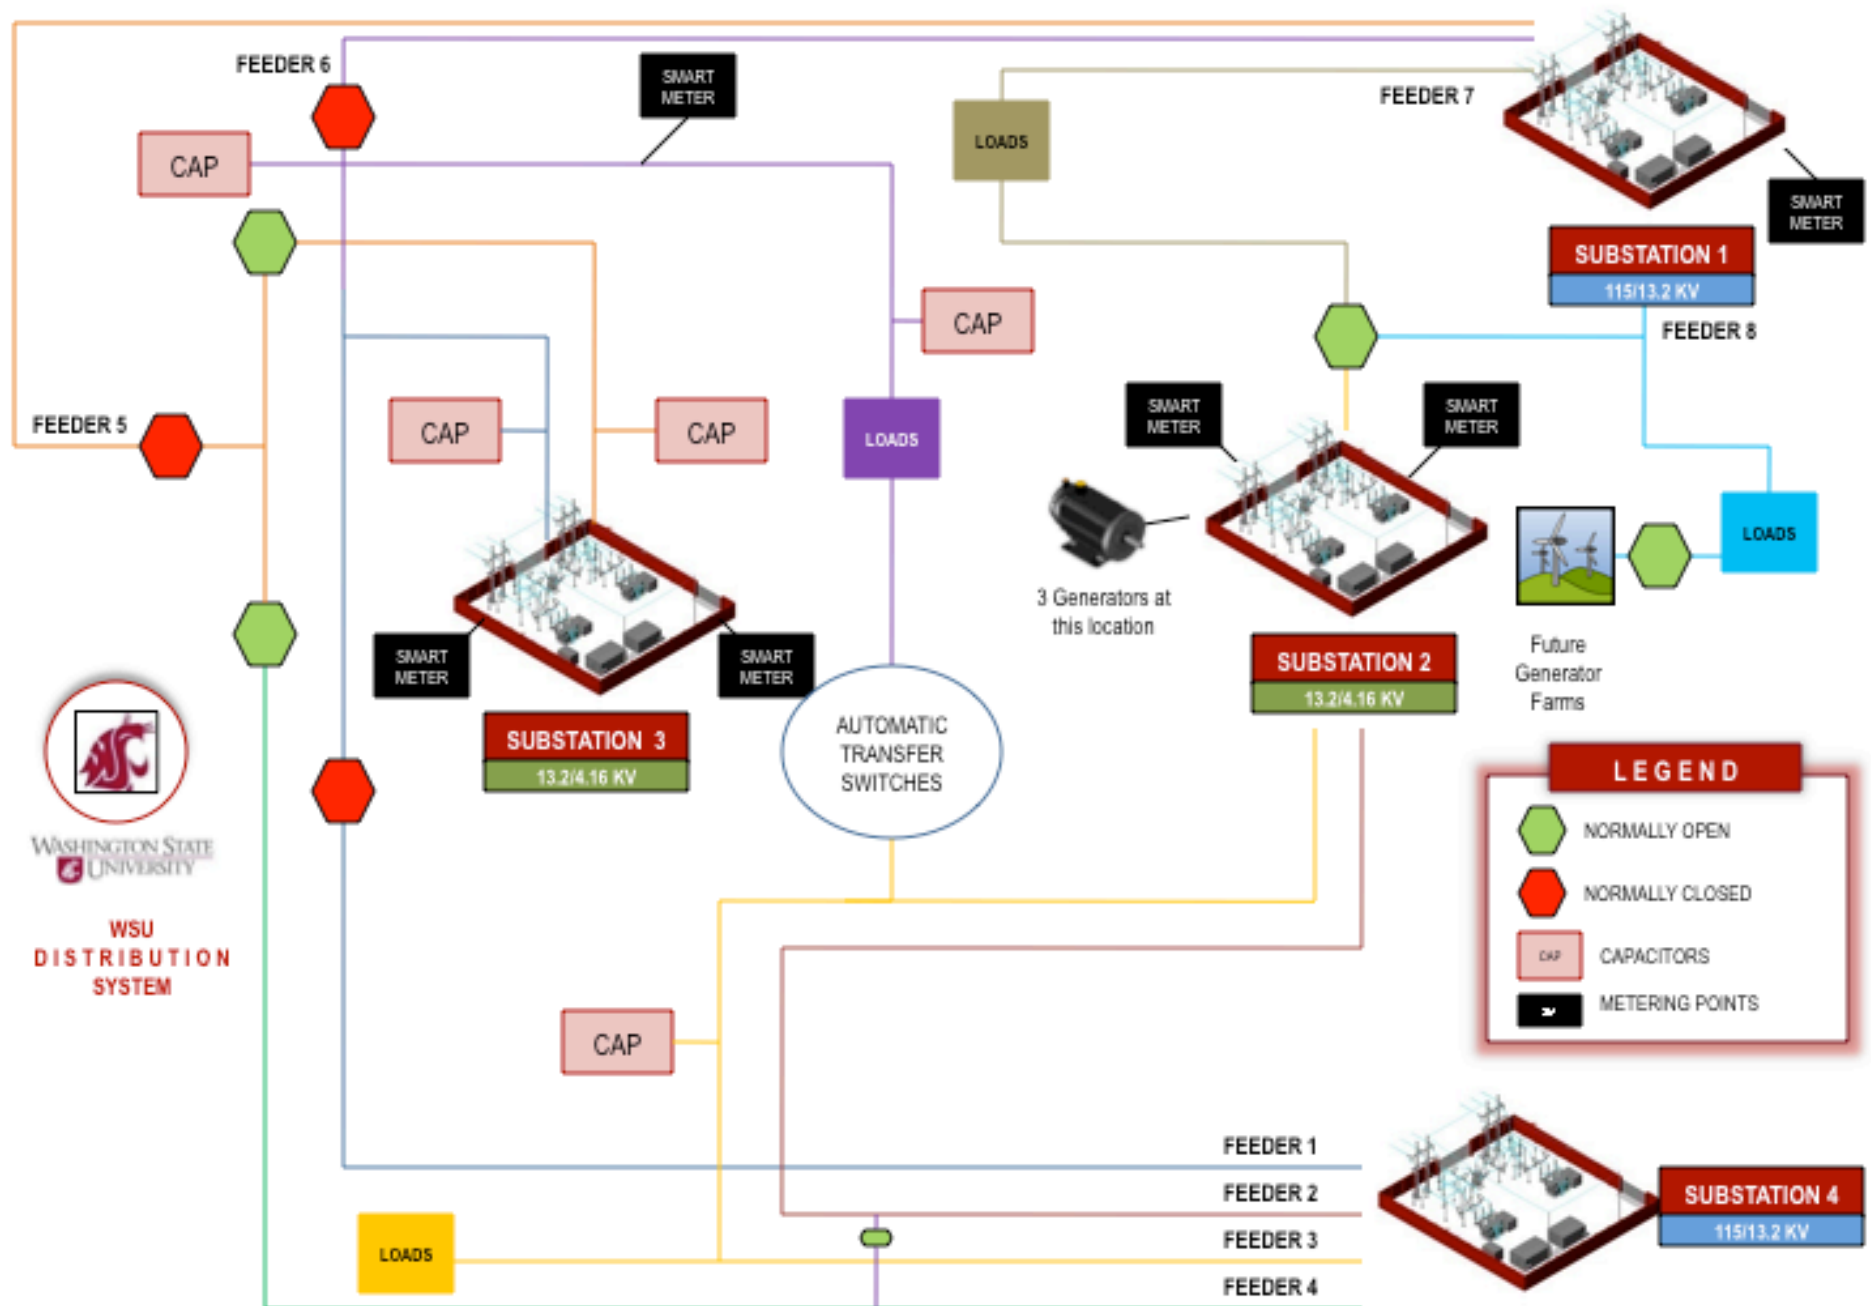 FEEDER 6
SMART
METER
FEEDER 7
LOADS
CAP
SMART
METER
SUBSTATION 1
115/13.2 KV
FEEDER 8
CAP
FEEDER 5
CAP
CAP
LOADS
SMART
METER
SMART
METER
LOADS
3 Generators at
this location
SMART
METER
SMART
METER
SUBSTATION 2
13.2/4.16 KV
Future
Generator
Farms
SUBSTATION 3
13.2/4.16 KV
AUTOMATIC
TRANSFER
SWITCHES
WASHINGTON STATE
UNIVERSITY
WSU
DISTRIBUTION
SYSTEM
LEGEND
NORMALLY OPEN
NORMALLY CLOSED
CAP
CAPACITORS
METERING POINTS
CAP
FEEDER 1
FEEDER 2
FEEDER 3
FEEDER 4
LOADS
SUBSTATION 4
115/13.2 KV